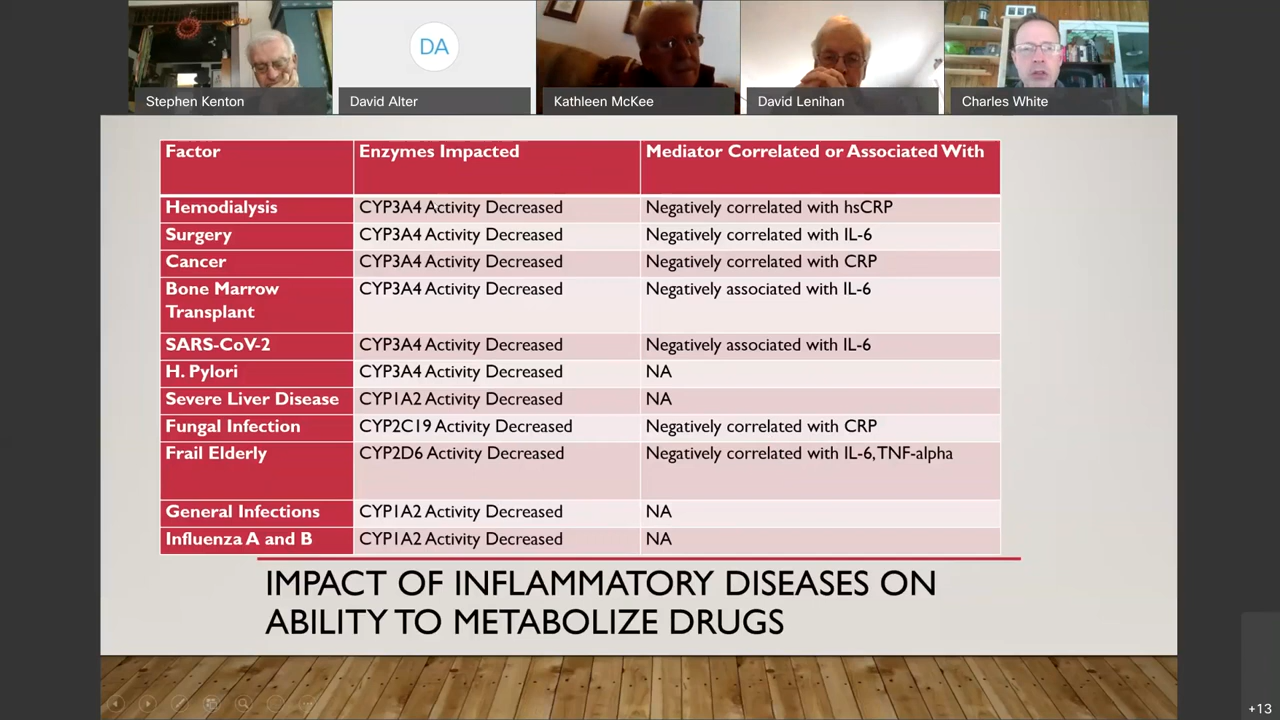 DA
Stephen Kenton
David Alter
Kathleen McKee
David Lenihan
Charles White
Factor Enzymes Impacted Mediator Correlated or Associated With
Hemodialysis CYP3A4 Activity Decreased Negatively correlated with hsCRP
Surgery CYP3A4 Activity Decreased Negatively correlated with IL-6
Cancer CYP3A4 Activity Decreased Negatively correlated with CRP
Bone Marrow CYP3A4 Activity Decreased Negatively associated with IL-6
Transplant
SARS-CoV-2 CYP3A4 Activity Decreased Negatively associated with IL-6
H. Pylori CYP3A4 Activity Decreased NA
Severe Liver Disease CYP1A2 Activity Decreased NA
Fungal Infection CYP2C19 Activity Decreased Negatively correlated with CRP
Frail Elderly CYP2D6 Activity Decreased Negatively correlated with IL-6, TNF-alpha
General Infections CYP1A2 Activity Decreased NA
Influenza A and B CYP1A2 Activity Decreased NA
IMPACT OF INFLAMMATORY DISEASES ON
ABILITY TO METABOLIZE DRUGS
+13